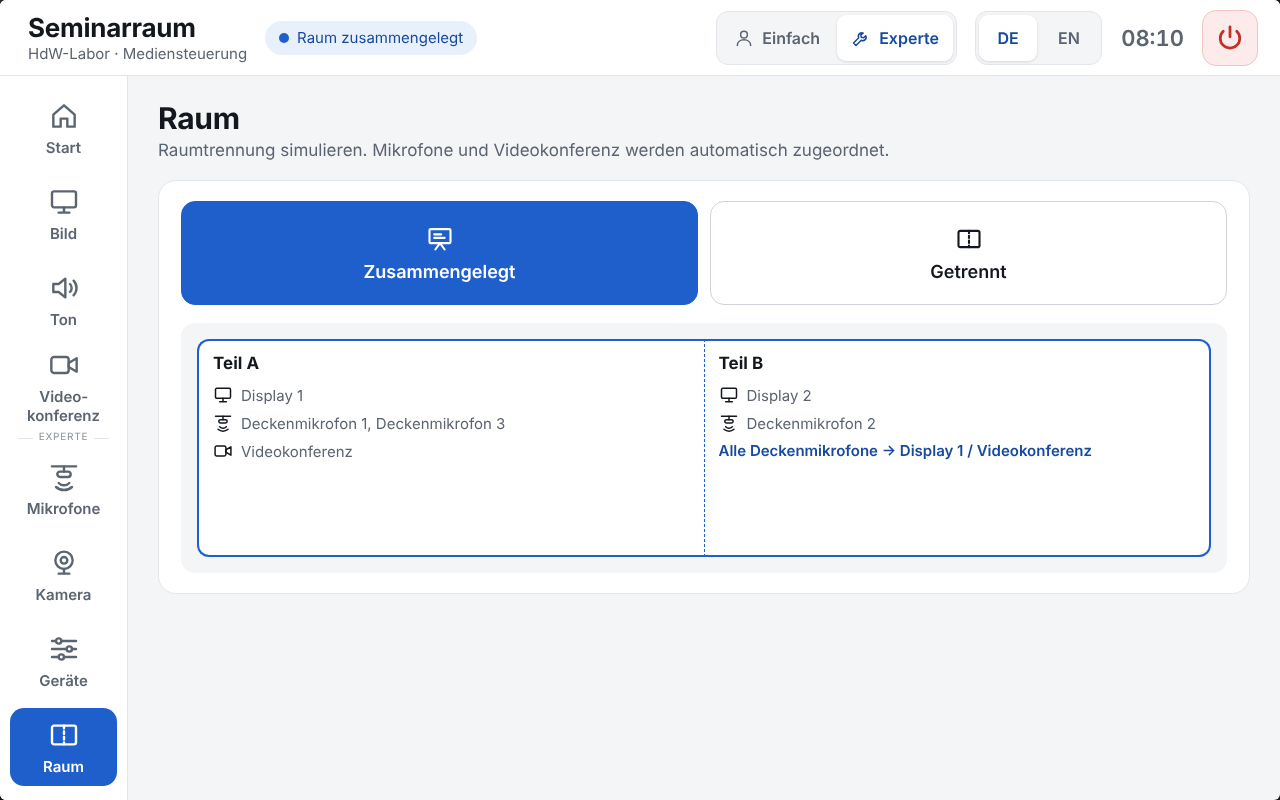 Seminarraum
HdW-Labor · Mediensteuerung
Raum zusammengelegt
Einfach
Experte
DE
EN
08:10
Start
Bild
Ton
Video-
konferenz
EXPERTE
Mikrofone
Kamera
Geräte
Raum
Raum
Raumtrennung simulieren. Mikrofone und Videokonferenz werden automatisch zugeordnet.
Zusammengelegt
Getrennt
Teil A
Display 1
Deckenmikrofon 1, Deckenmikrofon 3
Videokonferenz
Teil B
Display 2
Deckenmikrofon 2
Alle Deckenmikrofone → Display 1 / Videokonferenz